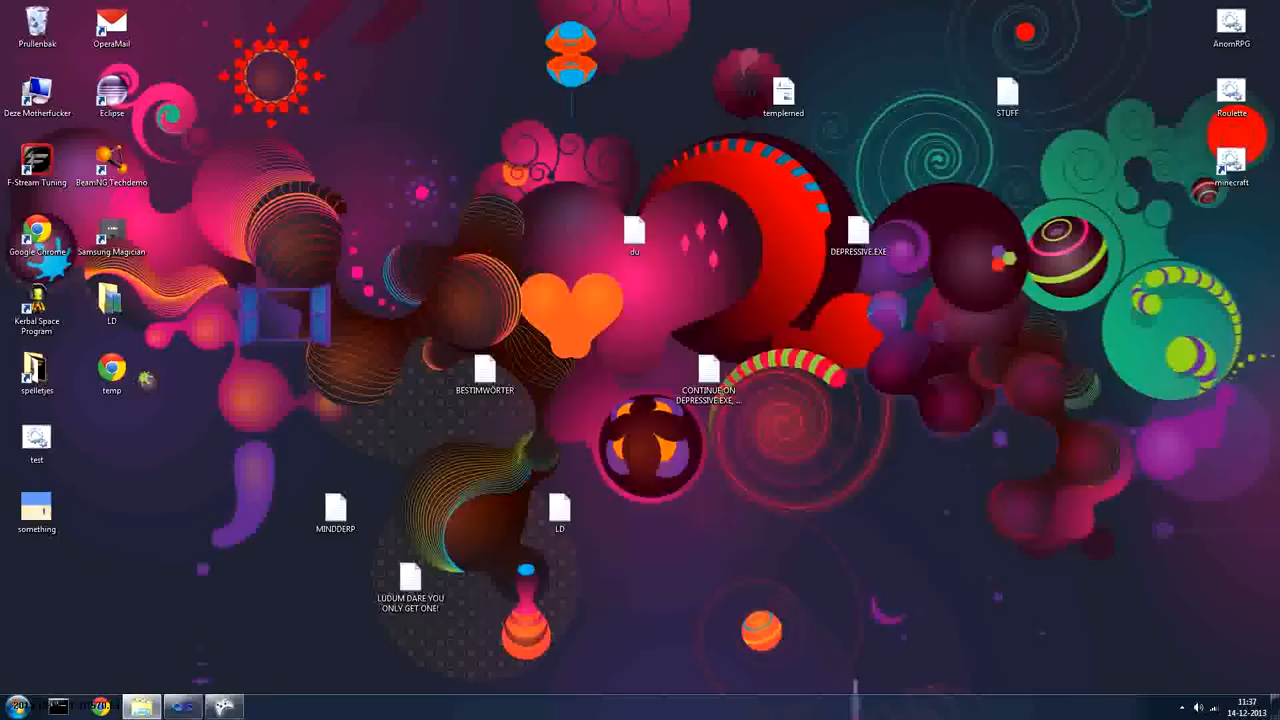 Prullenbak
OperaMail
AnomRPG
Deze Motherfucker
Eclipse
templerned
STUFF
Roulette
F-Stream Tuning
BeamNG Techdemo
minecraft
Google Chrome
Samsung Magician
du
DEPRESSIVE.EXE
Kerbal Space
Program
LD
sselleljes
temp
BESTIMWÖRTER
CONTINUE ON
DEPRESSIVE.EXE, ...
test
something
MINDDERP
LD
LUDUM DARE YOU
ONLY GET ONE!
11:37
14-12-2013